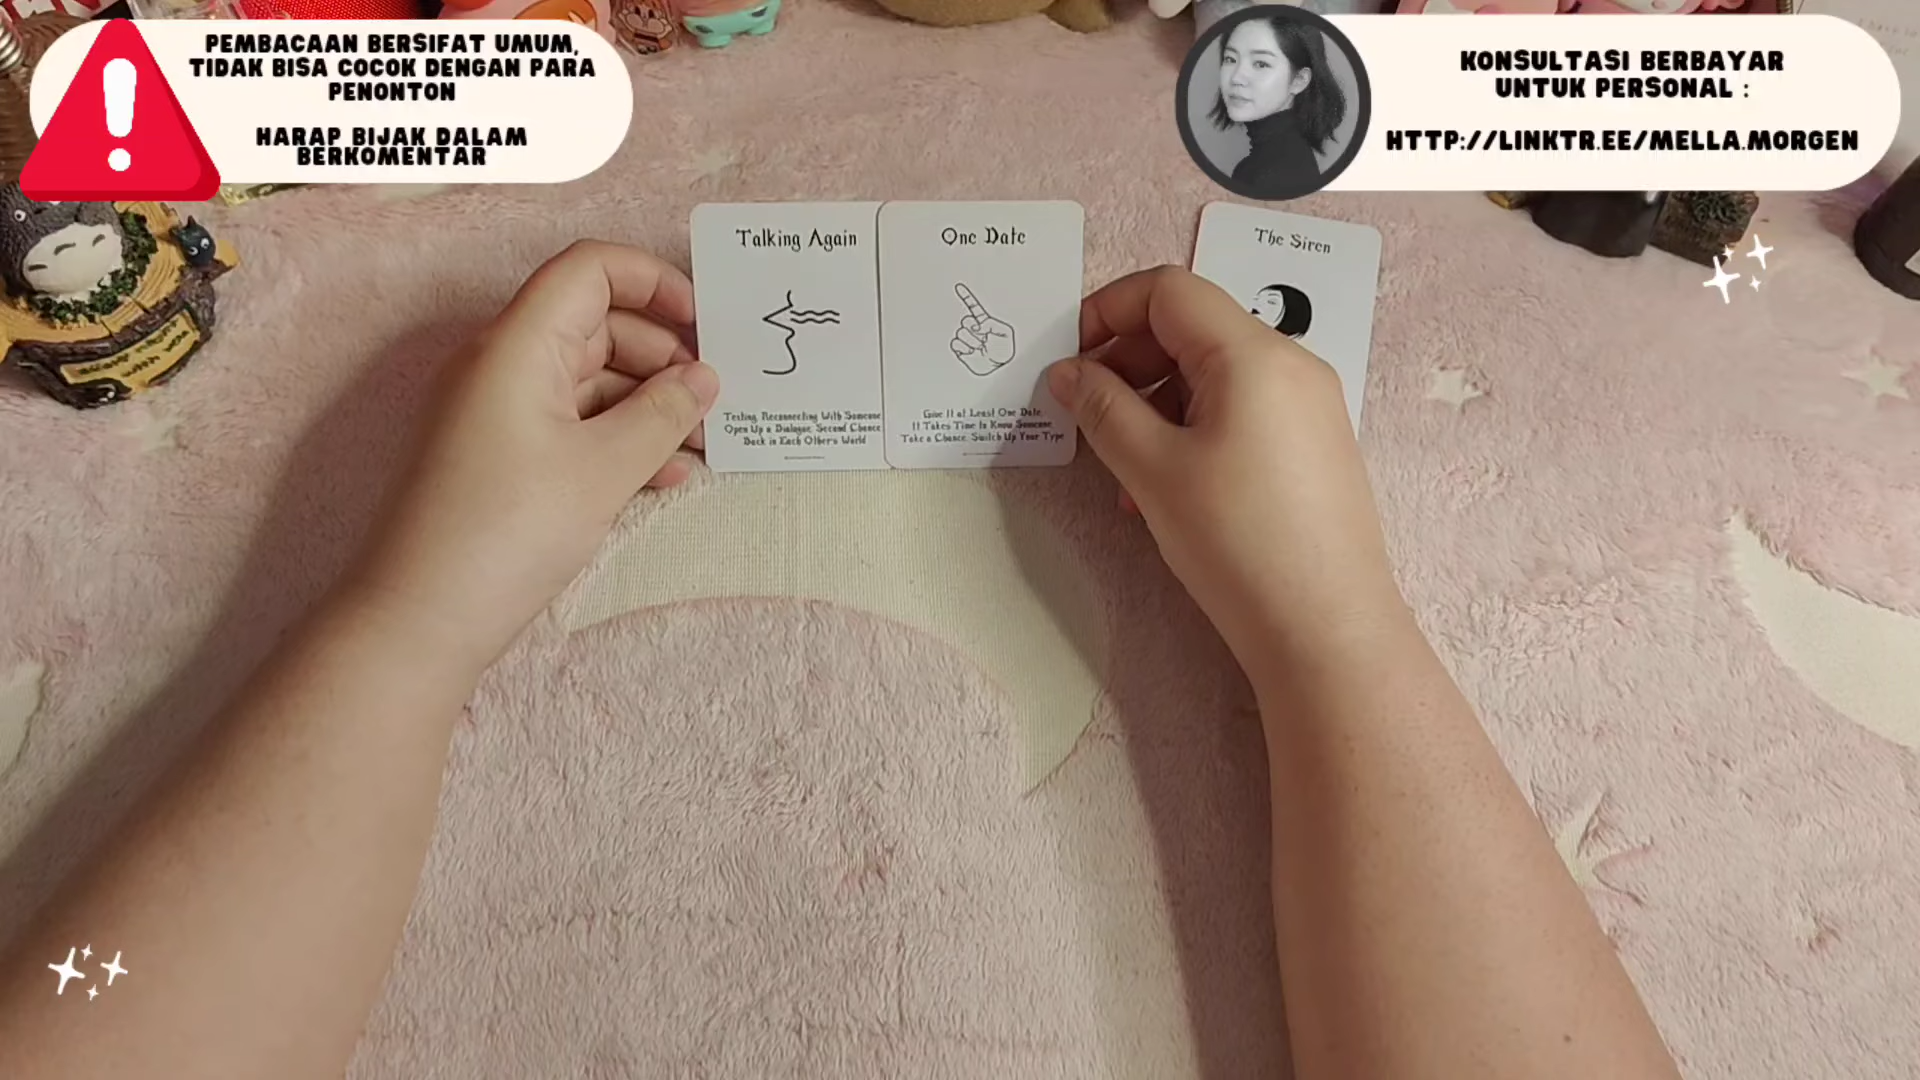 PEMBACAAN BERSIFAT UMUM,
TIDAK BISA COCOK DENGAN PARA
PENONTON
HARAP BIJAK DALAM
BERKOMENTAR
KONSULTASI BERBAYAR
UNTUK PERSONAL :
HTTP://LINKTR.EE/MELLA.MORGEN
Talking Again
Texting, Reconnecting With Someone
Open Up a Dialogue, Second Chance
Back in Each Other's World
One Date
Give It at Least One Date,
It Takes Time to Know Someone,
Take a Chance, Switch Up Your Type
The Siren